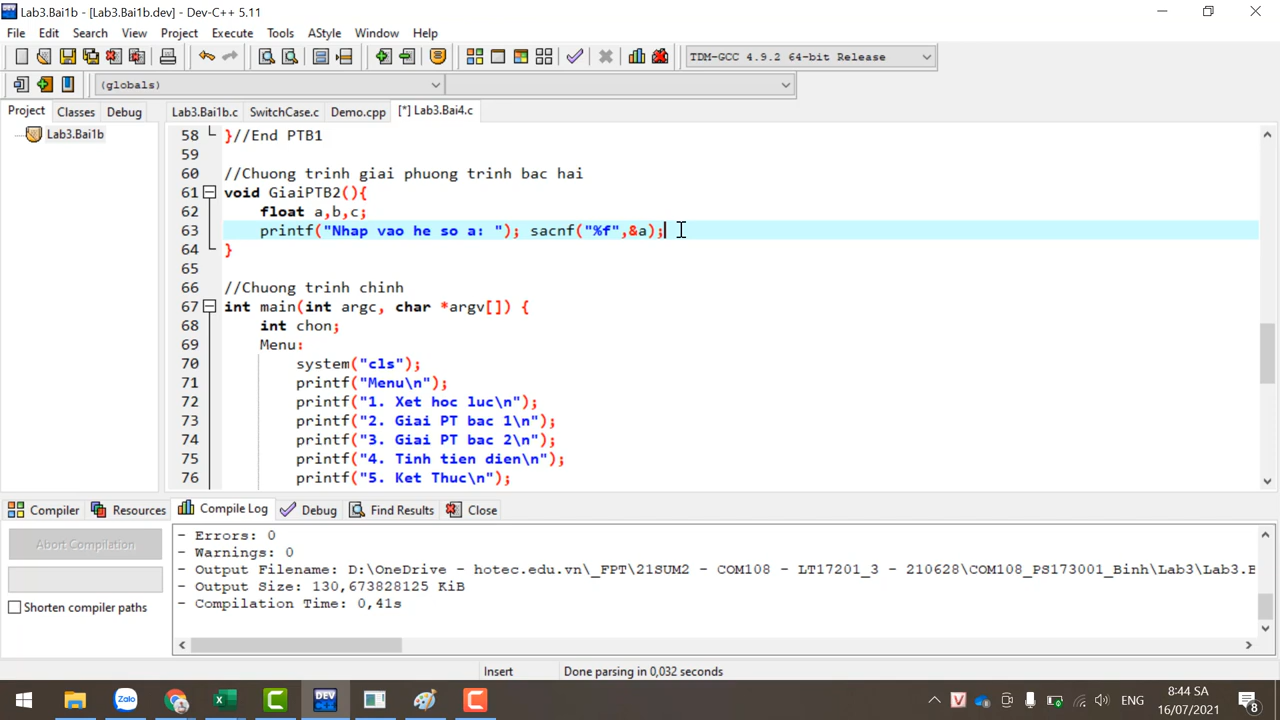 Lab3.Bai1b - [Lab3.Bai1b.dev] - Dev-C++ 5.11
File Edit Search View Project Execute Tools AStyle Window Help
TDM-GCC 4.9.2 64-bit Release
(globals)
Project Classes Debug
Lab3.Bai1b.c SwitchCase.c Demo.cpp [*] Lab3.Bai4.c
Lab3.Bai1b
58 }//End PTB1
59
60 //Chuong trinh giai phuong trinh bac hai
61 void GiaiPTB2(){
62 float a,b,c;
63 printf("Nhap vao he so a: "); sacnf("%f",&a);
64 }
65
66 //Chuong trinh chinh
67 int main(int argc, char *argv[]) {
68 int chon;
69 Menu:
70 system("cls");
71 printf("Menu\n");
72 printf("1. Xet hoc luc\n");
73 printf("2. Giai PT bac 1\n");
74 printf("3. Giai PT bac 2\n");
75 printf("4. Tinh tien dien\n");
76 printf("5. Ket Thuc\n");
Compiler Resources Compile Log Debug Find Results Close
Abort Compilation
Shorten compiler paths
- Errors: 0
- Warnings: 0
- Output Filename: D:\OneDrive - hotec.edu.vn\_FPT\21SUM2 - COM108 - LT17201_3 - 210628\COM108_PS173001_Binh\Lab3\Lab3.B
- Output Size: 130,673828125 KiB
- Compilation Time: 0,41s
Insert Done parsing in 0,032 seconds
Zalo DEV ENG 8:44 SA
16/07/2021 8